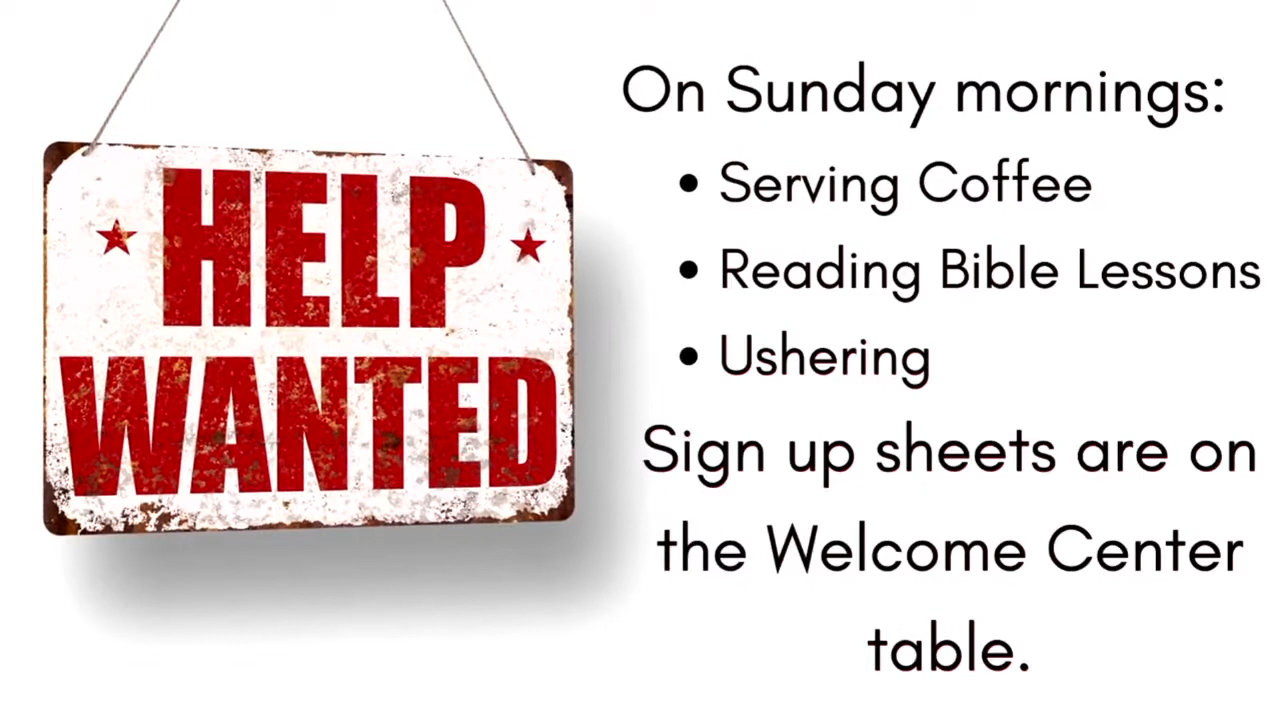 HELP
WANTED
On Sunday mornings:
• Serving Coffee
• Reading Bible Lessons
• Ushering
Sign up sheets are on
the Welcome Center
table.